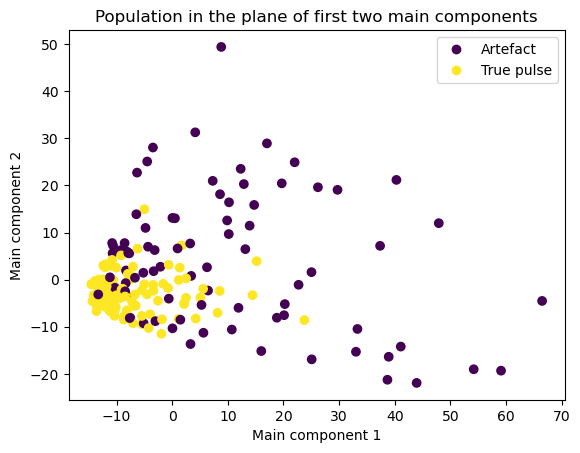 Population in the plane of first two main components
Artefact
True pulse
50
40
30
20
10
0
−10
−20
Main component 2
−10 0 10 20 30 40 50 60 70
Main component 1